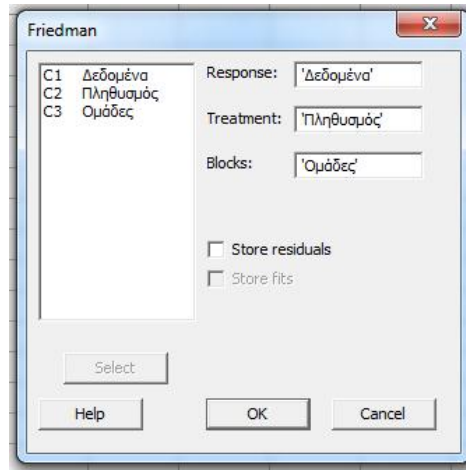 Friedman
C1 Δεδομένα
C2 Πληθυσμός
C3 Ομάδες
Response: 'Δεδομένα'
Treatment: 'Πληθυσμός'
Blocks: 'Ομάδες'
Store residuals
Store fits
Select
Help
OK
Cancel